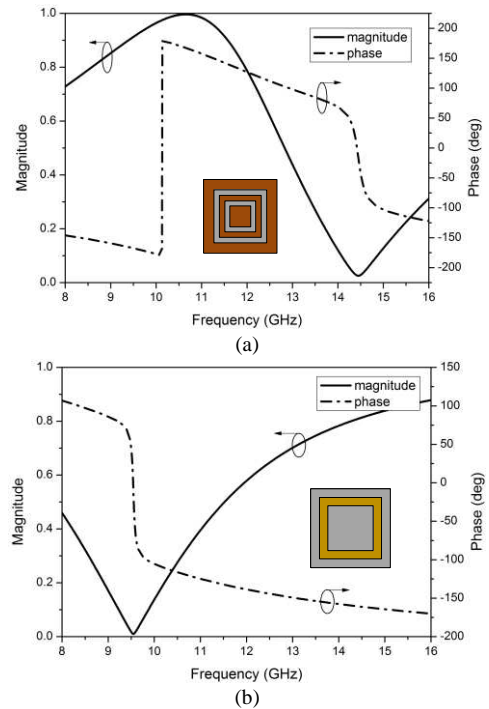 magnitude
phase
1.0
0.8
0.6
0.4
0.2
0.0
Magnitude
200
150
100
50
0
-50
-100
-150
-200
Phase (deg)
8 9 10 11 12 13 14 15 16
Frequency (GHz)
(a)
magnitude
phase
1.0
0.8
0.6
0.4
0.2
0.0
Magnitude
150
100
50
0
-50
-100
-150
-200
Phase (deg)
8 9 10 11 12 13 14 15 16
Frequency (GHz)
(b)